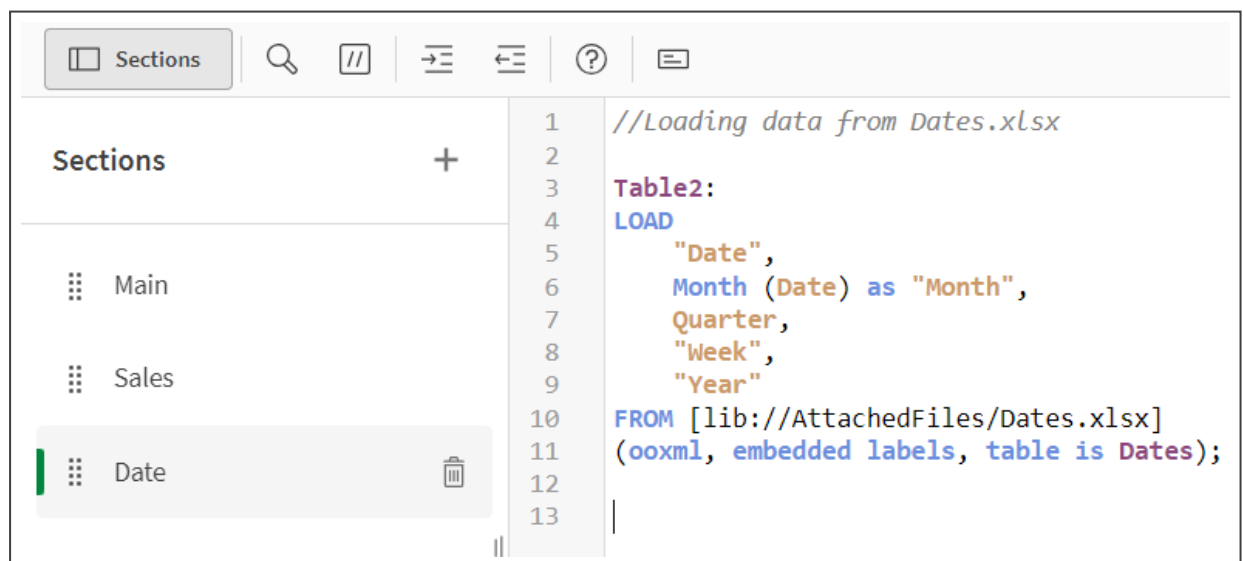 Sections
Sections
Main
Sales
Date
1 //Loading data from Dates.xlsx
2
3 Table2:
4 LOAD
5 "Date",
6 Month (Date) as "Month",
7 Quarter,
8 "Week",
9 "Year"
10 FROM [lib://AttachedFiles/Dates.xlsx]
11 (ooxml, embedded labels, table is Dates);
12
13